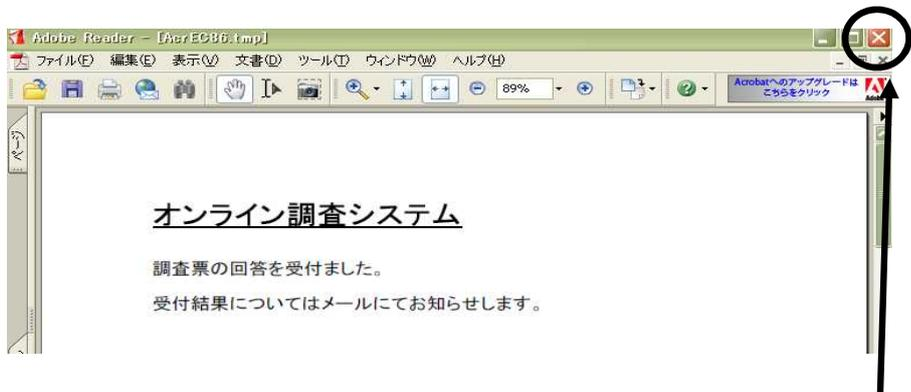 Adobe Reader - [AcrEC86.tmp]
ファイル(F) 編集(E) 表示(V) 文書(D) ツール(T) ウィンドウ(W) ヘルプ(H)
89%
Acrobatへのアップグレードは
こちらをクリック
Adobe
ページ
オンライン調査システム
調査票の回答を受付ました。
受付結果についてはメールにてお知らせします。